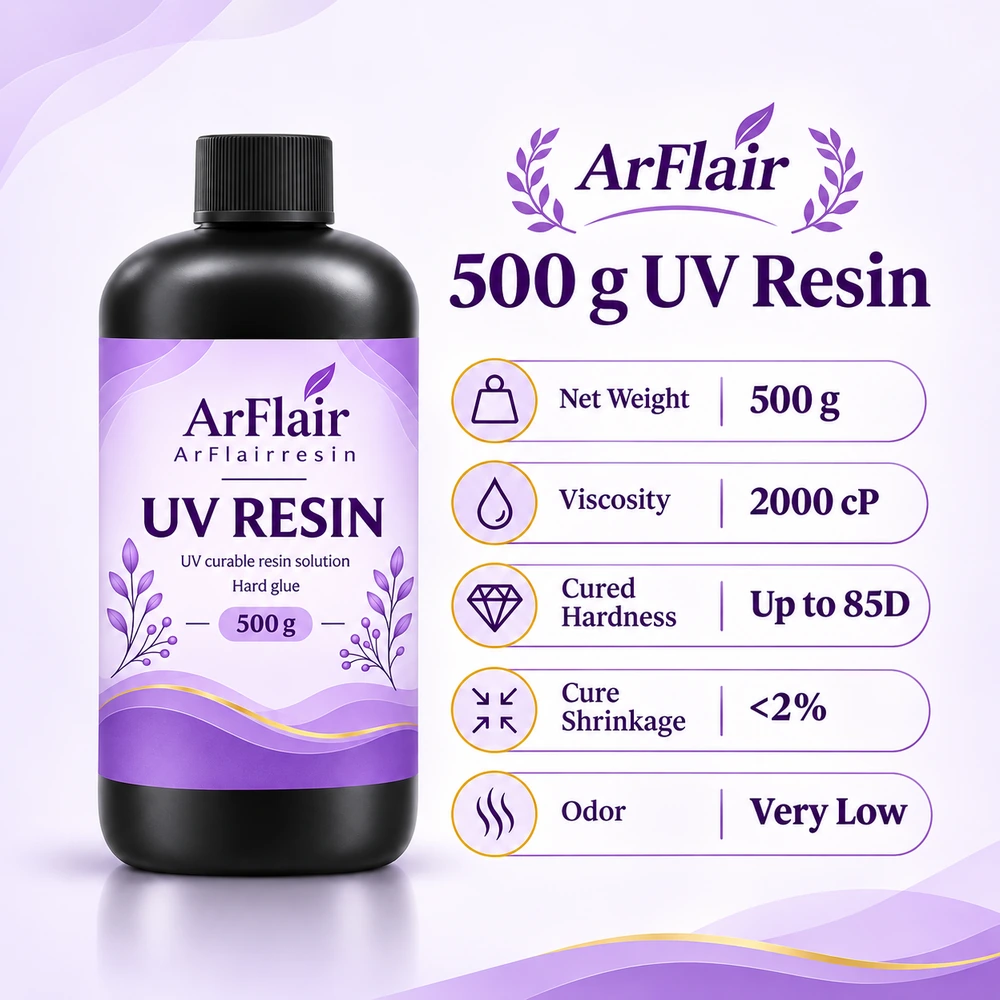 ArFlair
ArFlairresin
UV RESIN
UV curable resin solution
Hard glue
500 g
ArFlair
500 g UV Resin
Net Weight 500 g
Viscosity 2000 cP
Cured
Hardness
Up to 85D
Cure
Shrinkage
<2%
Odor Very Low